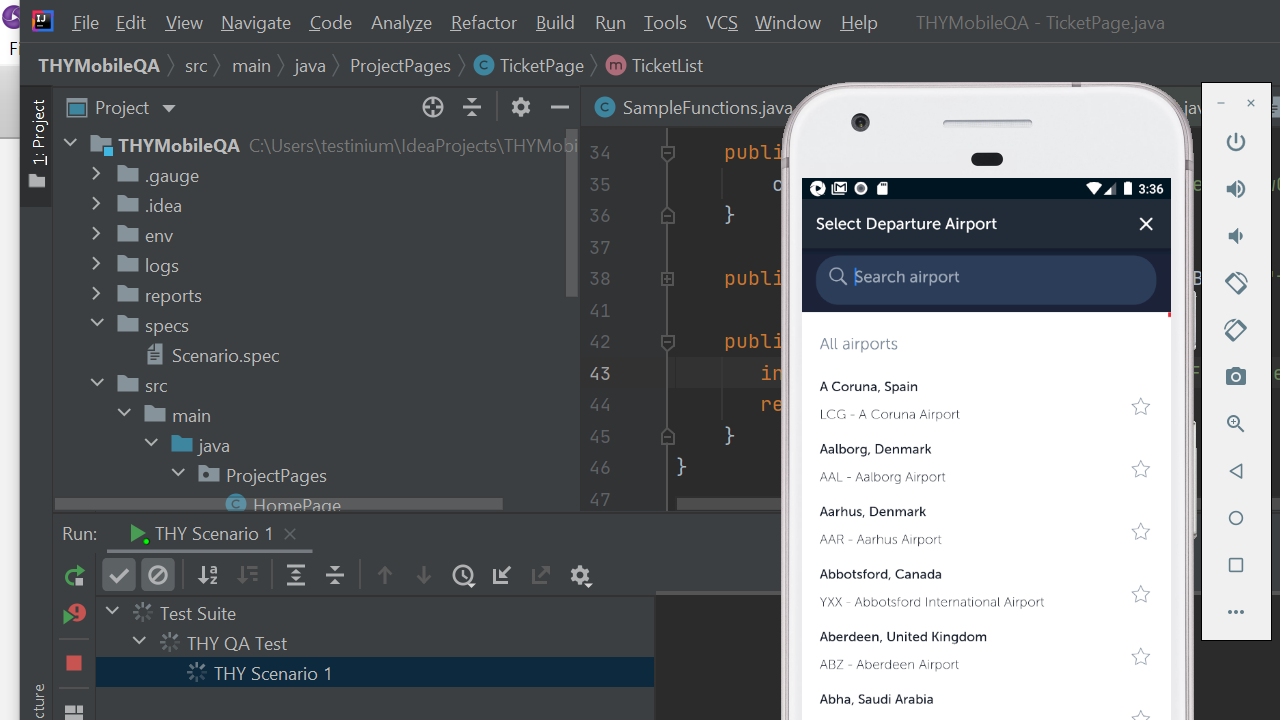 File Edit View Navigate Code Analyze Refactor Build Run Tools VCS Window Help THYMobileQA - TicketPage.java
THYMobileQA src main java ProjectPages TicketPage TicketList
1: Project
Project
SampleFunctions.java
THYMobileQA C:\Users\testinium\IdeaProjects\THYMobi
.gauge
.idea
env
logs
reports
specs
Scenario.spec
src
main
java
ProjectPages
HomePage
34 publi
35 o
36 }
37
38 publi
41
42 publi
43 in
44 re
45 }
46 }
47
3:36
Select Departure Airport
Search airport
All airports
A Coruna, Spain
LCG - A Coruna Airport
Aalborg, Denmark
AAL - Aalborg Airport
Aarhus, Denmark
AAR - Aarhus Airport
Abbotsford, Canada
YXX - Abbotsford International Airport
Aberdeen, United Kingdom
ABZ - Aberdeen Airport
Abha, Saudi Arabia
Run: THY Scenario 1
Test Suite
THY QA Test
THY Scenario 1
cture